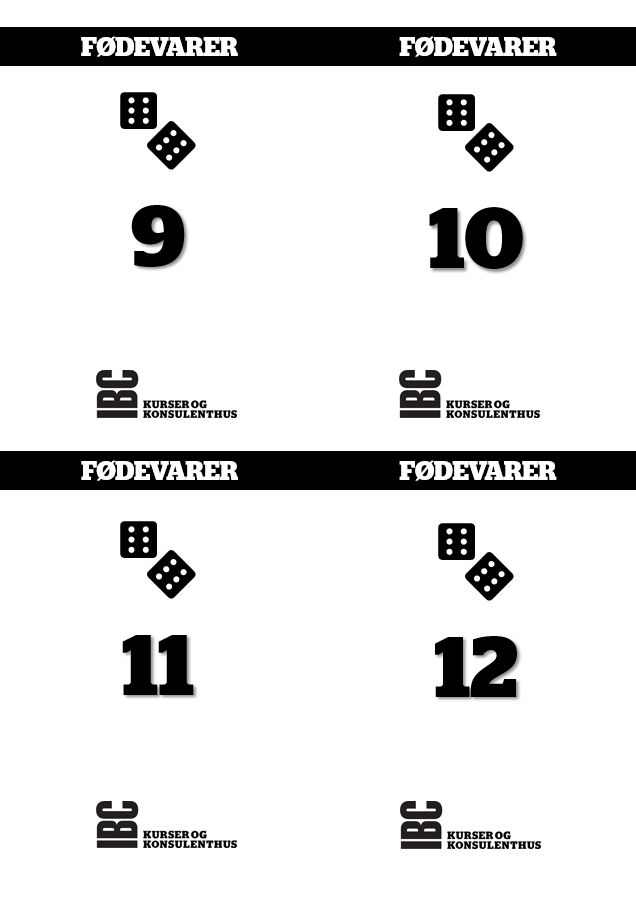 FØDEVARER
9
IBC
KURSER OG
KONSULENTHUS
FØDEVARER
10
IBC
KURSER OG
KONSULENTHUS
FØDEVARER
11
IBC
KURSER OG
KONSULENTHUS
FØDEVARER
12
IBC
KURSER OG
KONSULENTHUS